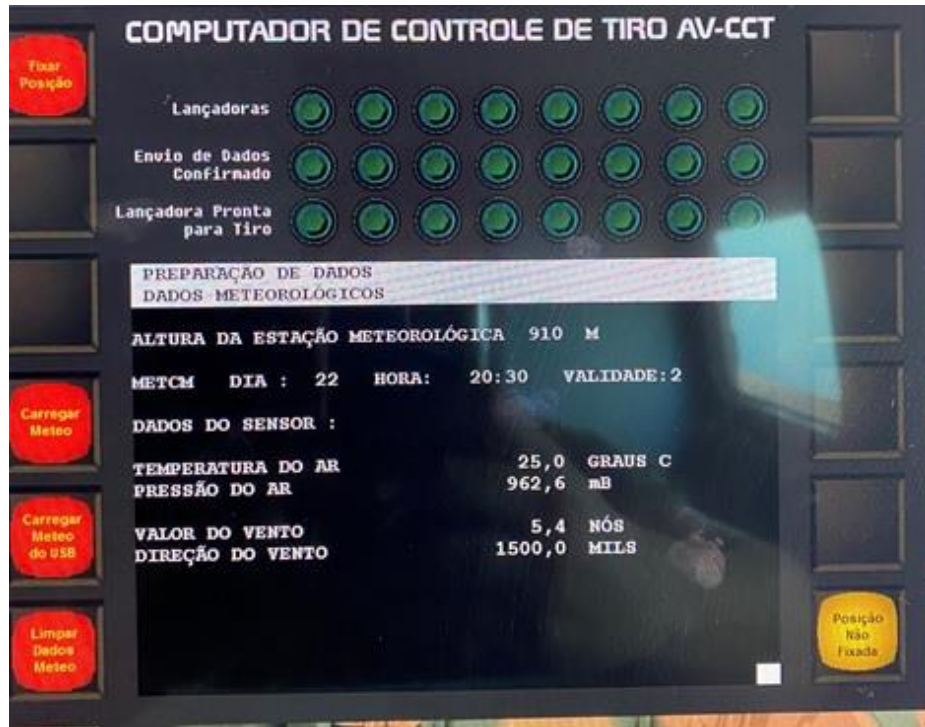 COMPUTADOR DE CONTROLE DE TIRO AV-CCT
Fixar
Posição
Lançadoras
Envio de Dados
Confirmado
Lançadora Pronta
para Tiro
PREPARAÇÃO DE DADOS
DADOS METEOROLÓGICOS
ALTURA DA ESTAÇÃO METEOROLÓGICA 910 M
METCM DIA : 22 HORA: 20:30 VALIDADE:2
Carregar
Meteo
DADOS DO SENSOR :
TEMPERATURA DO AR 25,0 GRAUS C
PRESSÃO DO AR 962,6 mB
Carregar
Meteo
do USB
VALOR DO VENTO 5,4 NÓS
DIREÇÃO DO VENTO 1500,0 MILS
Limpar
Dados
Meteo
Posição
Não
Fixada